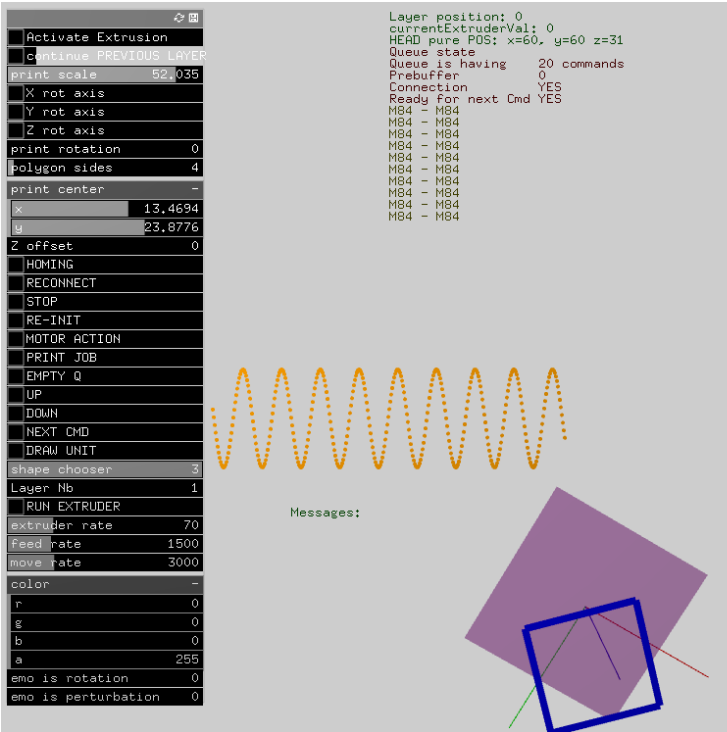 Activate Extrusion
continue PREVIOUS LAYER
print scale 52.035
X rot axis
Y rot axis
Z rot axis
print rotation 0
polygon sides 4
print center -
x 13.4694
y 23.8776
Z offset 0
HOMING
RECONNECT
STOP
RE-INIT
MOTOR ACTION
PRINT JOB
EMPTY Q
UP
DOWN
NEXT CMD
DRAW UNIT
shape chooser 3
Layer Nb 1
RUN EXTRUDER
extruder rate 70
feed rate 1500
move rate 3000
color -
r 0
g 0
b 0
a 255
emo is rotation 0
emo is perturbation 0
Layer position: 0
currentExtruderVal: 0
HEAD pure POS: x=60, y=60 z=31
Queue state
Queue is having 20 commands
Prebuffer 0
Connection YES
Ready for next Cmd YES
M84 - M84
M84 - M84
M84 - M84
M84 - M84
M84 - M84
M84 - M84
M84 - M84
M84 - M84
M84 - M84
M84 - M84
Messages: